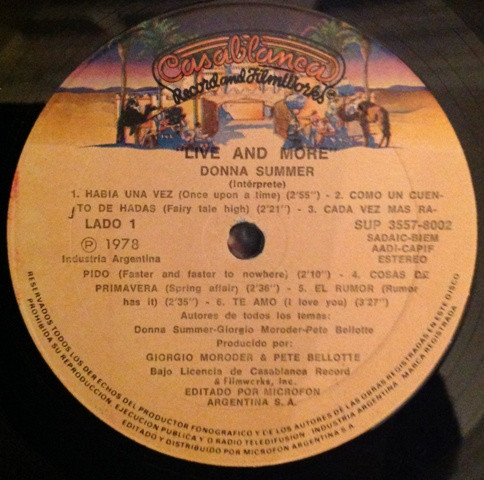 Casablanca
Record and FilmWorks
"LIVE AND MORE"
DONNA SUMMER
(Intérprete)
1. HABIA UNA VEZ (Once upon a time) (2'55") - 2. COMO UN CUEN-
TO DE HADAS (Fairy tale high) (2'21") - 3. CADA VEZ MAS RA-
LADO 1
SUP 3557-8002
Ⓟ 1978
SADAIC-BIEM
AADI-CAPIF
Industria Argentina
ESTEREO
PIDO (Faster and faster to nowhere) (2'10") - 4. COSAS DE
PRIMAVERA (Spring affair) (2'36") - 5. EL RUMOR (Rumor
has it) (2'35") - 6. TE AMO (I love you) (3'27")
Autores de todos los temas:
Donna Summer-Giorgio Moroder-Pete Bellotte
Producido por:
GIORGIO MORODER & PETE BELLOTTE
Bajo Licencia de Casablanca Record
& Filmwerks, Inc.
EDITADO POR MICROFON
ARGENTINA S.A.
RESERVADOS TODOS LOS DERECHOS DEL PRODUCTOR FONOGRAFICO Y DE LOS AUTORES DE LAS OBRAS REGISTRADAS EN ESTE DISCO
PROHIBIDA SU REPRODUCCION - EJECUCION PUBLICA Y/O RADIO TELEDIFUSION - INDUSTRIA ARGENTINA - MARCA REGISTRADA
EDITADO Y DISTRIBUIDO POR MICROFON ARGENTINA S A